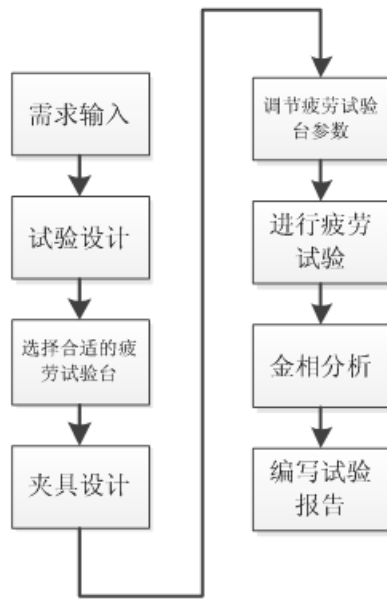 需求输入
试验设计
选择合适的疲
劳试验台
夹具设计
调节疲劳试验
台参数
进行疲劳
试验
金相分析
编写试验
报告